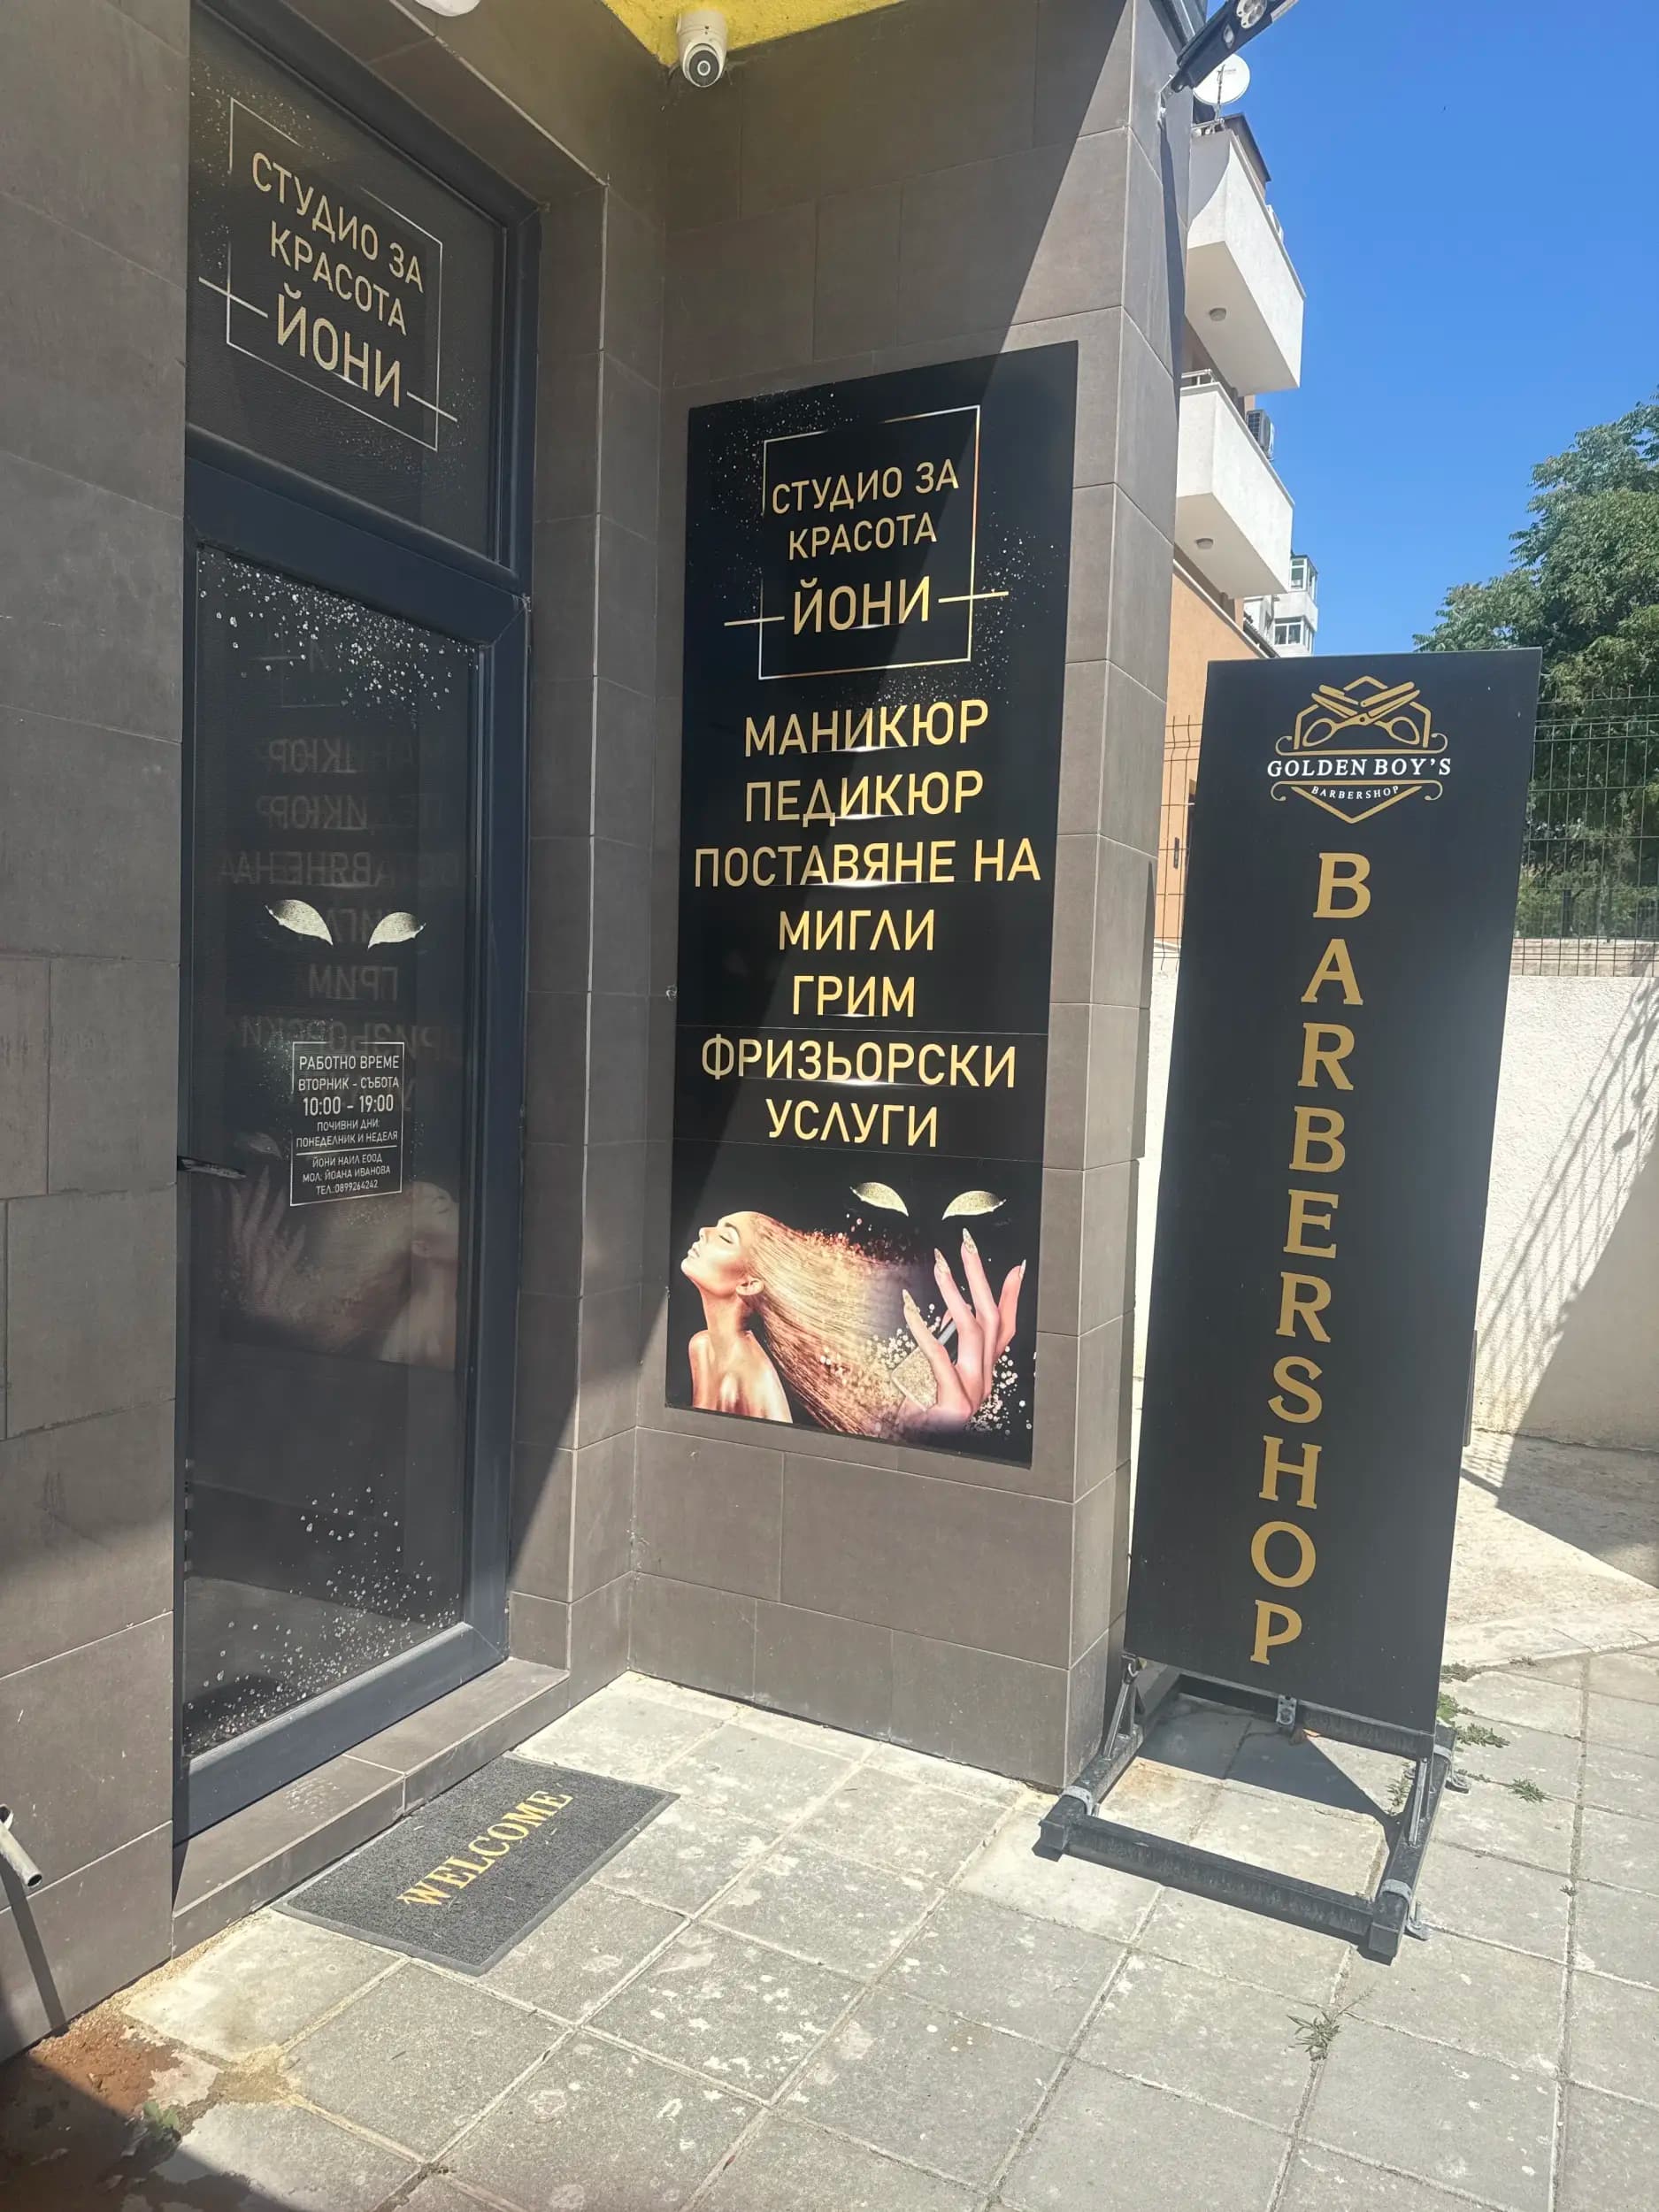 СТУДИО ЗА
КРАСОТА
ЙОНИ
РАБОТНО ВРЕМЕ
ВТОРНИК - СЪБОТА
10:00 - 19:00
ПОЧИВНИ ДНИ:
ПОНЕДЕЛНИК И НЕДЕЛЯ
ЙОНИ НАИЛ ЕООД
МОЛ: ЙОАНА ИВАНОВА
ТЕЛ.:0899264242
WELCOME
СТУДИО ЗА
КРАСОТА
ЙОНИ
МАНИКЮР
ПЕДИКЮР
ПОСТАВЯНЕ НА
МИГЛИ
ГРИМ
ФРИЗЬОРСКИ
УСЛУГИ
GOLDEN BOY'S
BARBERSHOP
BARBERSHOP